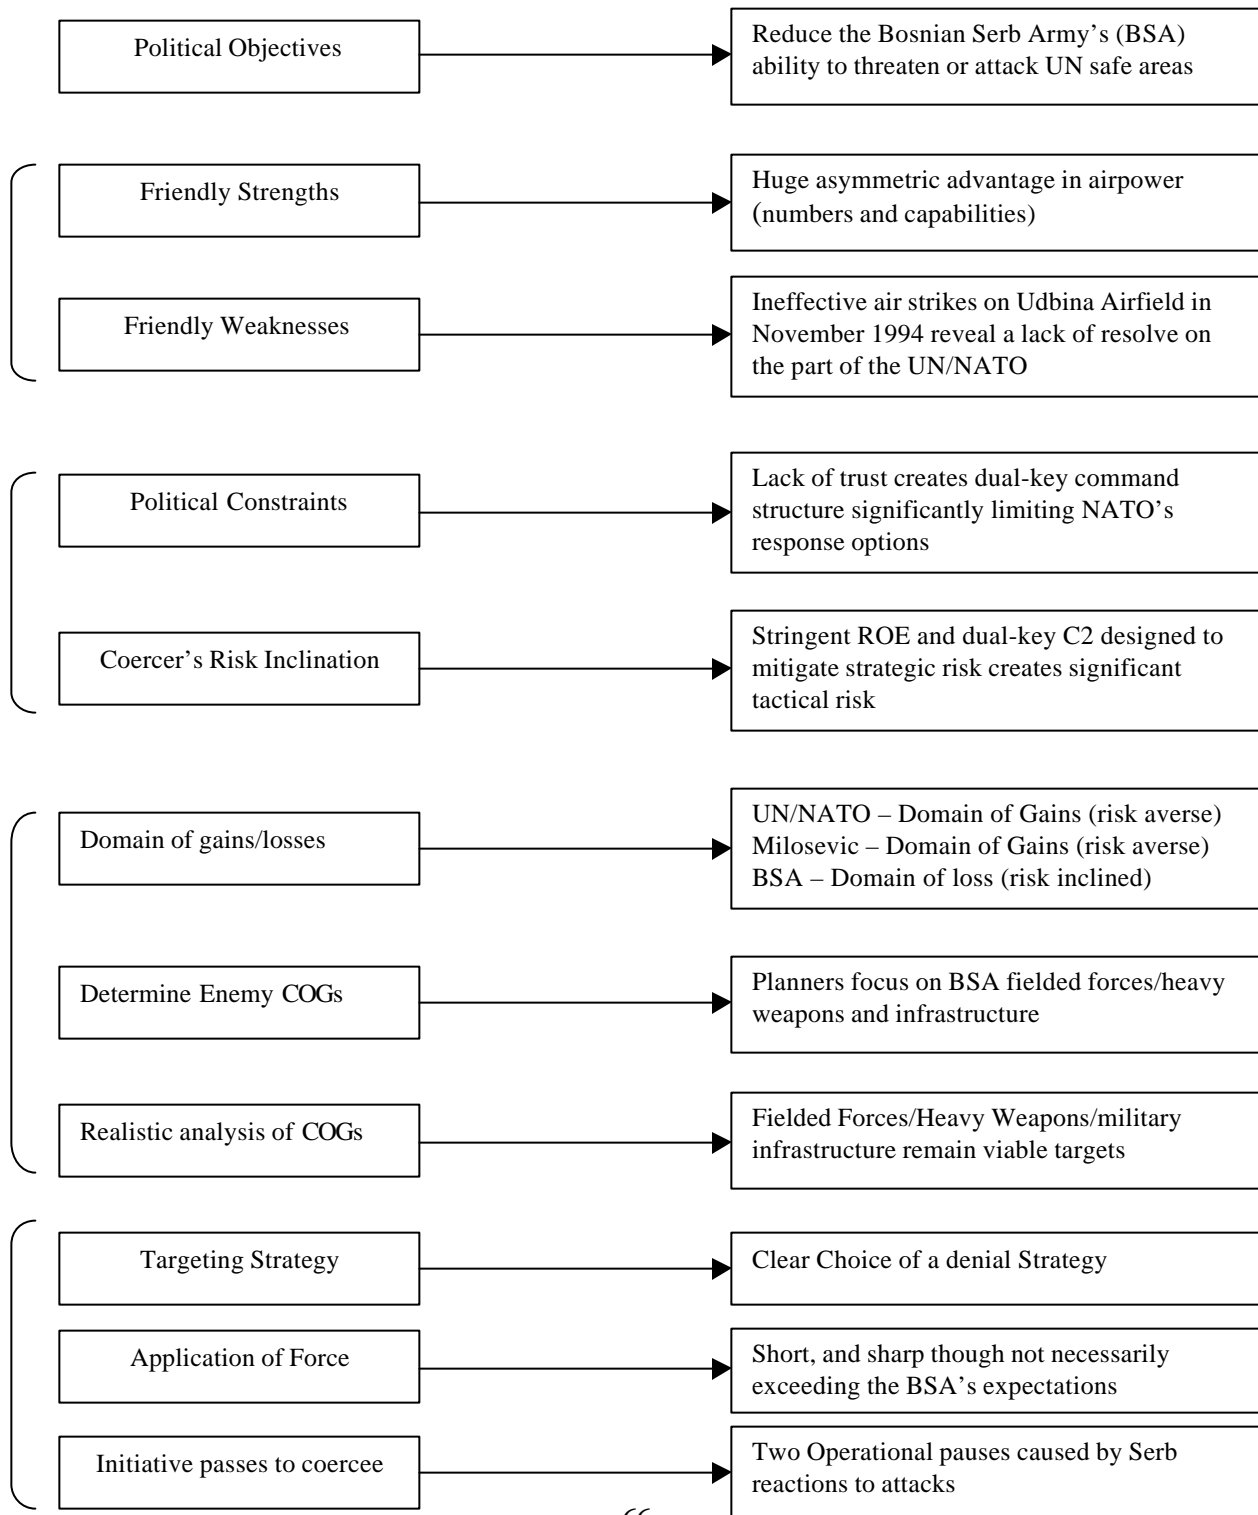 Political Objectives
Reduce the Bosnian Serb Army’s (BSA)
ability to threaten or attack UN safe areas
Friendly Strengths
Huge asymmetric advantage in airpower
(numbers and capabilities)
Friendly Weaknesses
Ineffective air strikes on Udbina Airfield in
November 1994 reveal a lack of resolve on
the part of the UN/NATO
Political Constraints
Lack of trust creates dual-key command
structure significantly limiting NATO’s
response options
Coercer’s Risk Inclination
Stringent ROE and dual-key C2 designed to
mitigate strategic risk creates significant
tactical risk
Domain of gains/losses
UN/NATO – Domain of Gains (risk averse)
Milosevic – Domain of Gains (risk averse)
BSA – Domain of loss (risk inclined)
Determine Enemy COGs
Planners focus on BSA fielded forces/heavy
weapons and infrastructure
Realistic analysis of COGs
Fielded Forces/Heavy Weapons/military
infrastructure remain viable targets
Targeting Strategy
Clear Choice of a denial Strategy
Application of Force
Short, and sharp though not necessarily
exceeding the BSA’s expectations
Initiative passes to coercee
Two Operational pauses caused by Serb
reactions to attacks